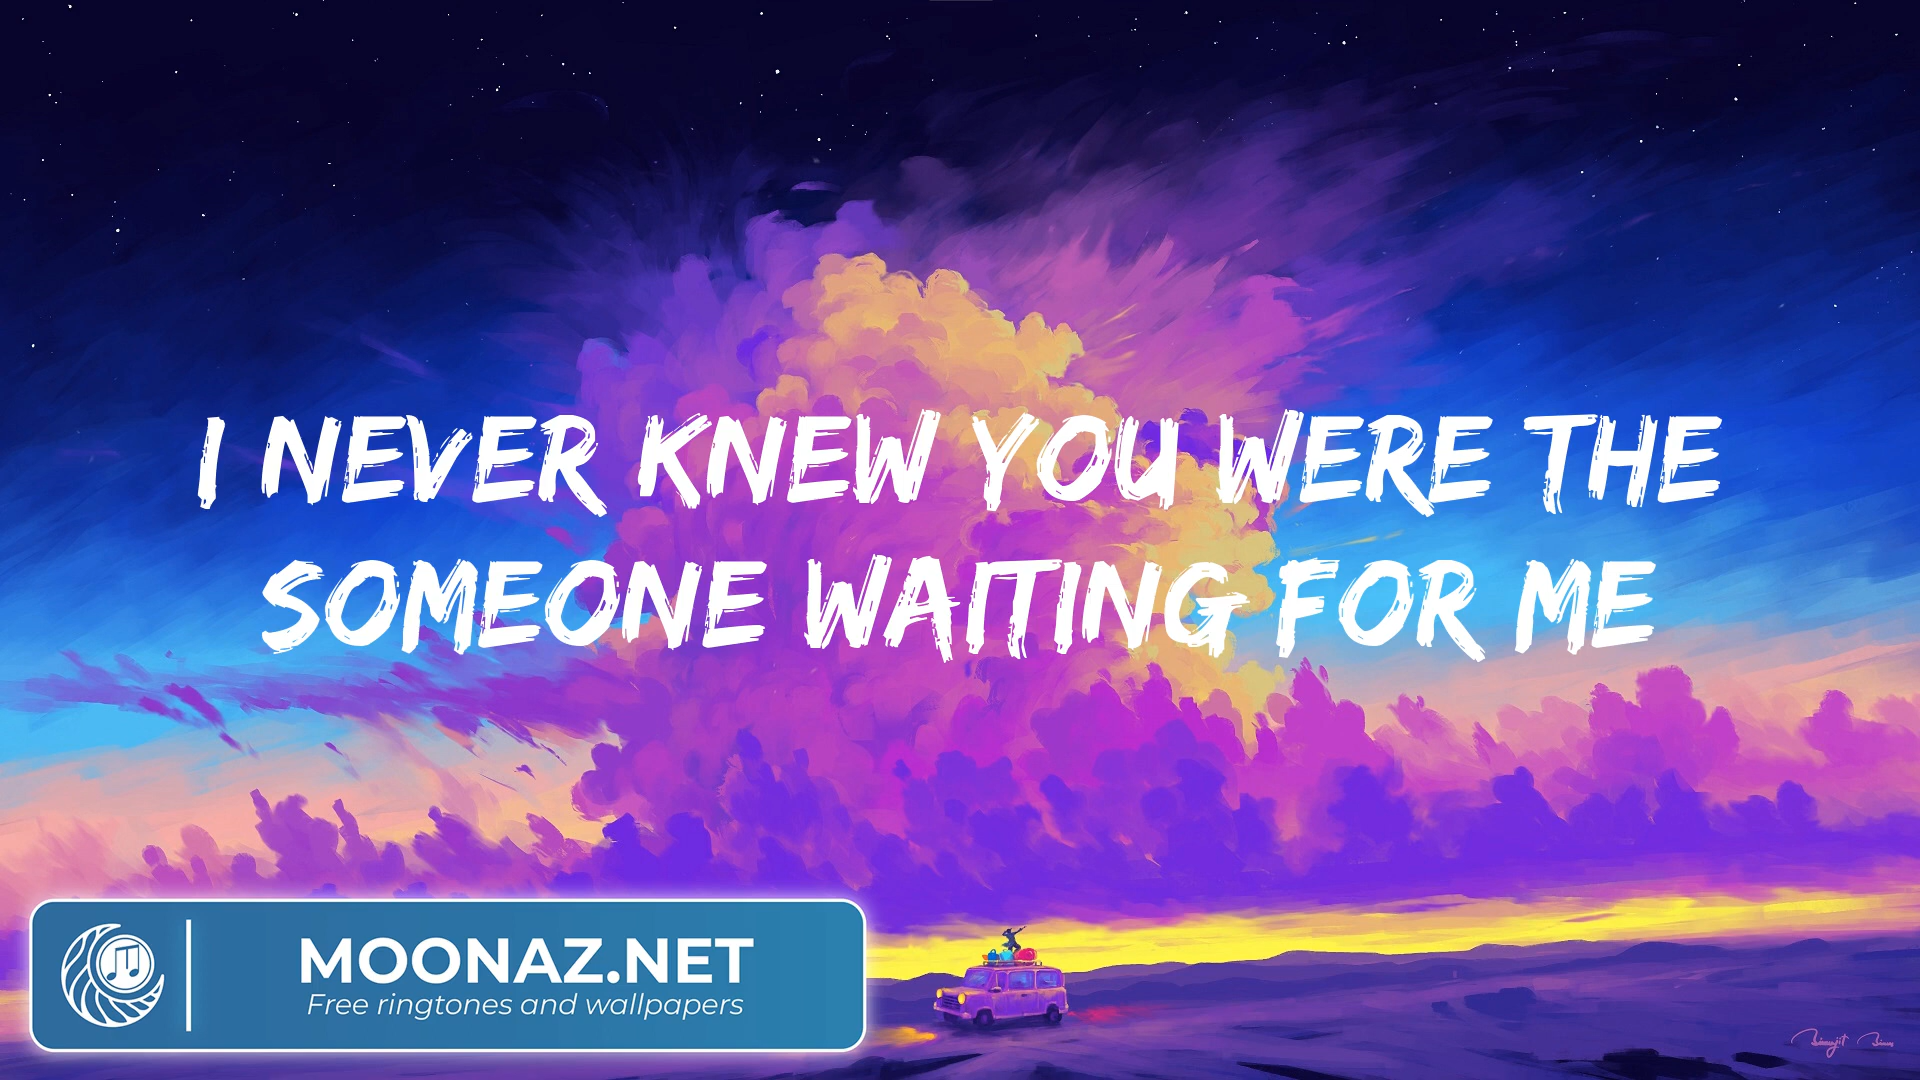 I NEVER KNEW YOU WERE THE
SOMEONE WAITING FOR ME
MOONAZ.NET
Free ringtones and wallpapers